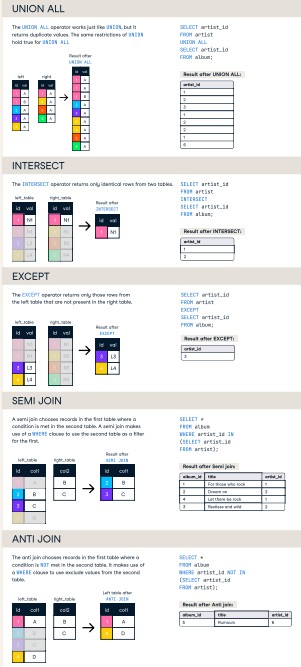 UNION ALL
The UNION ALL operator works just like UNION, but it
returns duplicate values. The same restrictions of UNION
hold true for UNION ALL
SELECT artist_id
FROM artist
UNION ALL
SELECT artist_id
FROM album;
Result after
UNION ALL
left
right
id val
Result after UNION ALL:
artist_id
1
2
3
1
2
2
1
6
INTERSECT
The INTERSECT operator returns only identical rows from two tables.
SELECT artist_id
FROM artist
INTERSECT
SELECT artist_id
FROM album;
left_table
right_table
Result after
INTERSECT
id val
1 N1
Result after INTERSECT:
artist_id
1
2
EXCEPT
The EXCEPT operator returns only those rows from
the left table that are not present in the right table.
SELECT artist_id
FROM artist
EXCEPT
SELECT artist_id
FROM album;
left_table
right_table
Result after
EXCEPT
id val
3 L3
4 L4
Result after EXCEPT:
artist_id
3
SEMI JOIN
A semi join chooses records in the first table where a
condition is met in the second table. A semi join makes
use of a WHERE clause to use the second table as a filter
for the first.
SELECT *
FROM album
WHERE artist_id IN
(SELECT artist_id
FROM artist);
left_table
right_table
Result after
SEMI JOIN
id col1
col2
id col1
2 B
B
2 B
3 C
C
3 C
Result after Semi join:
album_id title artist_id
1 For those who rock 1
2 Dream on 2
4 Let there be rock 1
3 Restless and wild 2
ANTI JOIN
The anti join chooses records in the first table where a
condition is NOT met in the second table. It makes use of
a WHERE clause to use exclude values from the second
table.
SELECT *
FROM album
WHERE artist_id NOT IN
(SELECT artist_id
FROM artist);
left_table
right_table
Left table after
ANTI JOIN
id col1
col2
id col1
1 A
B
1 A
C
4 D
4 D
Result after Anti join:
album_id title artist_id
5 Rumours 6